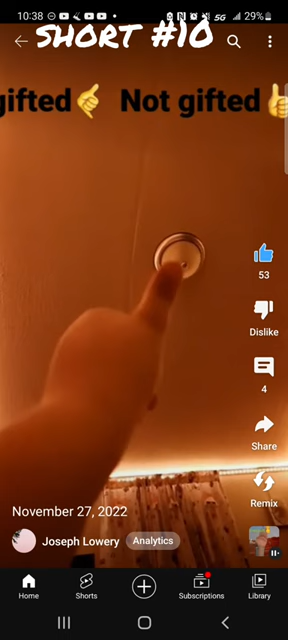 10:38
5G
29%
short #10
gifted Not gifted
53
Dislike
4
Share
Remix
November 27, 2022
Joseph Lowery Analytics
Home Shorts Subscriptions Library